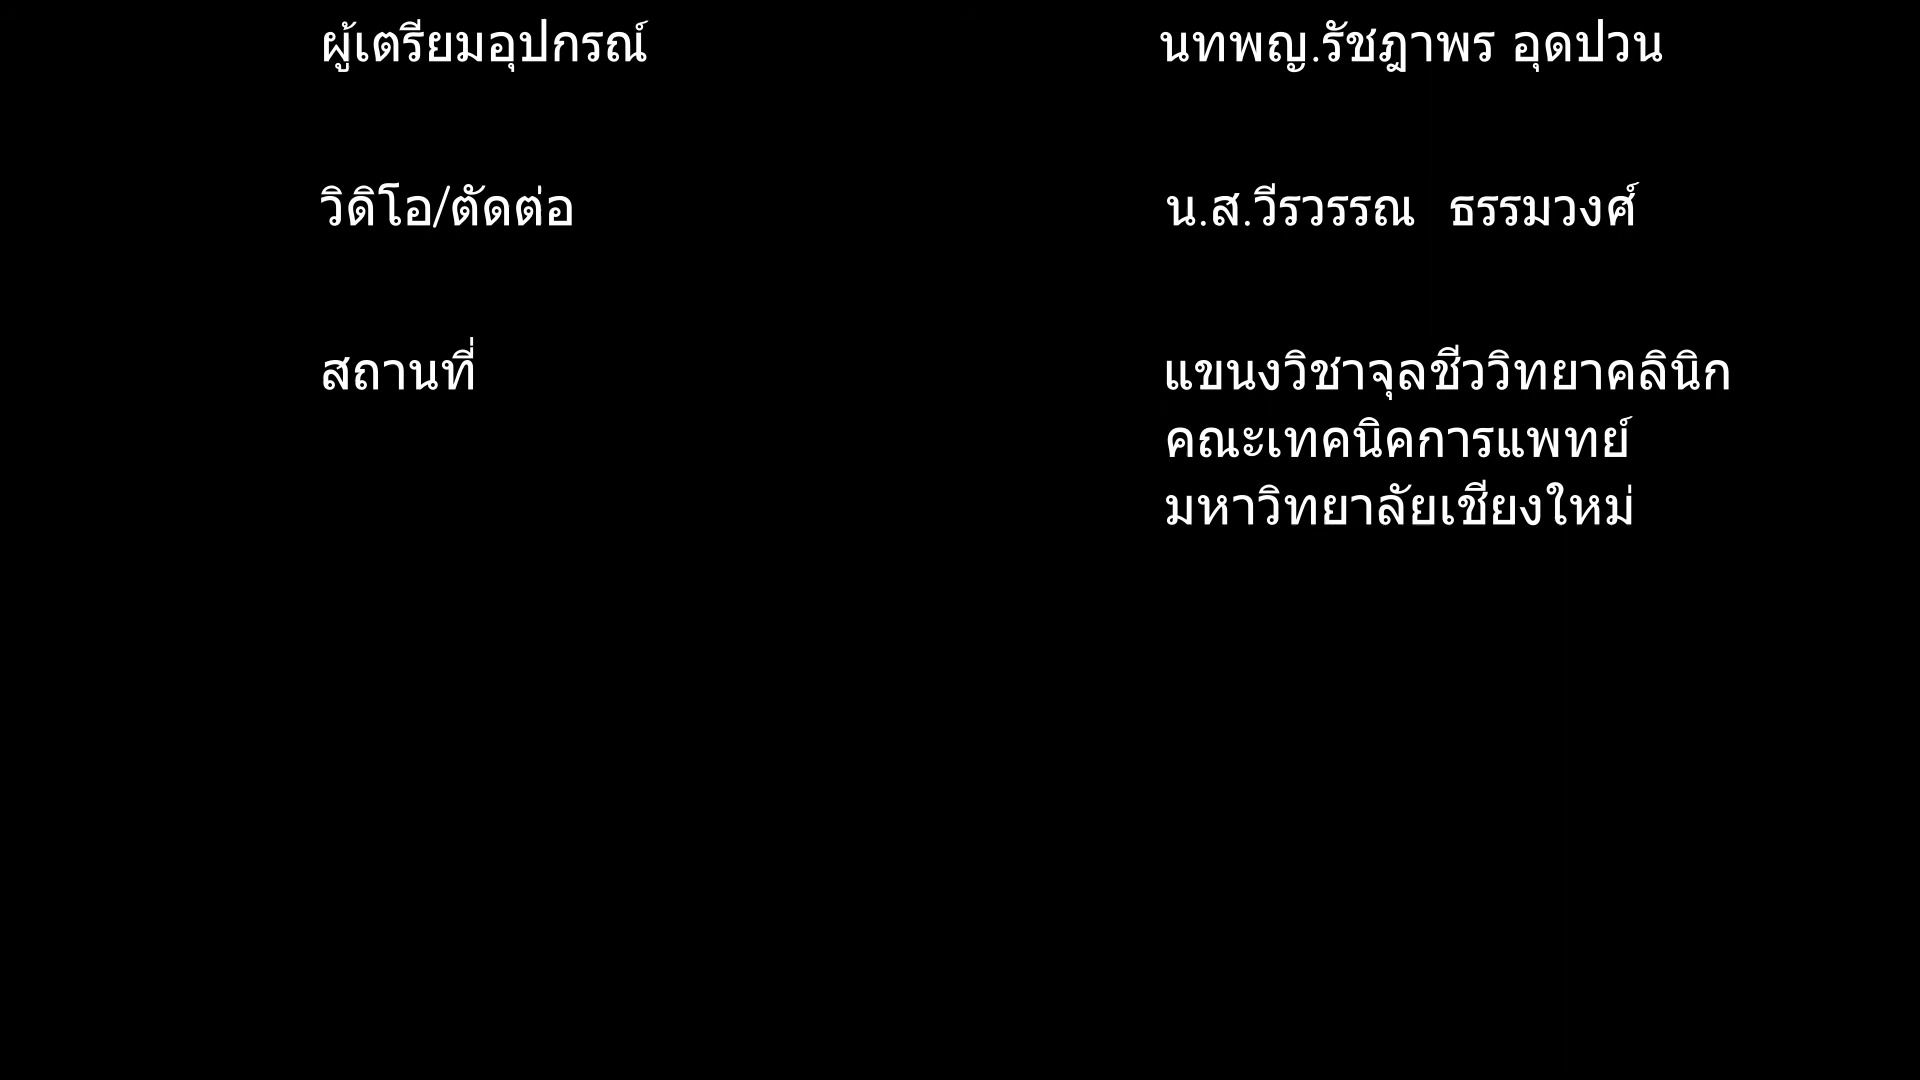 ผู้เตรียมอุปกรณ์ นทพญ.รัชฎาพร อุดปวน
วิดิโอ/ตัดต่อ น.ส.วีรวรรณ ธรรมวงศ์
สถานที่ แขนงวิชาจุลชีววิทยาคลินิก
คณะเทคนิคการแพทย์
มหาวิทยาลัยเชียงใหม่